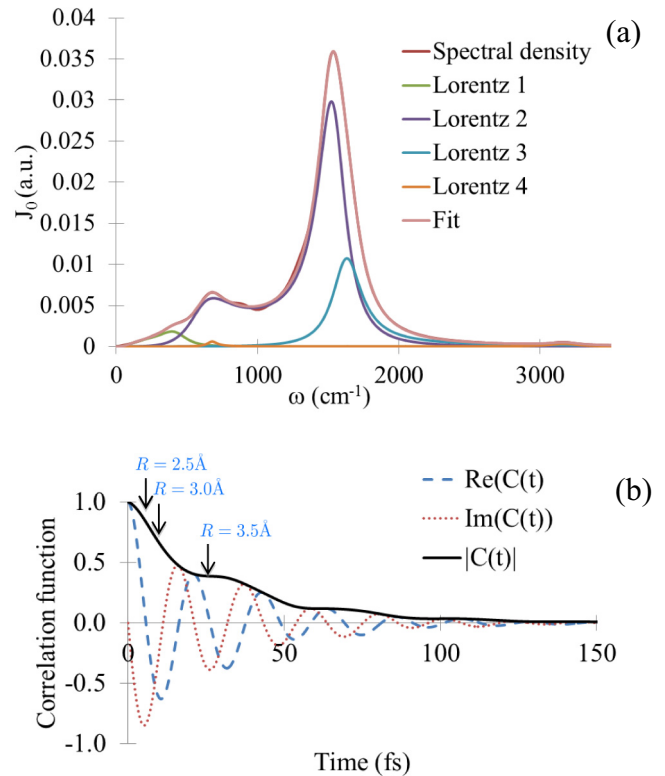 (a)
0.04
0.035
0.03
0.025
0.02
0.015
0.01
0.005
0
J0 (a.u.)
Spectral density
Lorentz 1
Lorentz 2
Lorentz 3
Lorentz 4
Fit
0 1000 2000 3000
ω (cm-1)
(b)
R = 2.5Å
R = 3.0Å
R = 3.5Å
Re(C(t)
Im(C(t))
|C(t)|
1.0
0.5
0.0
-0.5
-1.0
Correlation function
0 50 100 150
Time (fs)